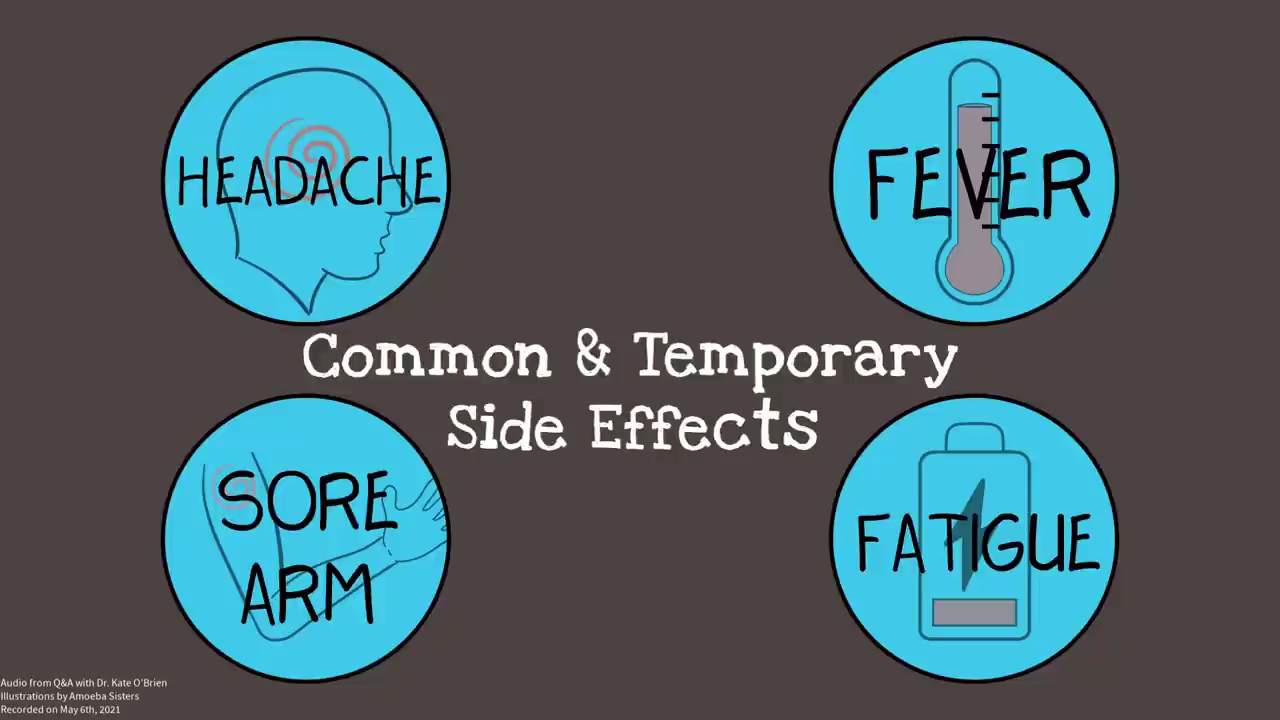 HEADACHE
FEVER
Common & Temporary
Side Effects
SORE
ARM
FATIGUE
Audio from Q&A with Dr. Kate O'Brien
Illustrations by Amoeba Sisters
Recorded on May 6th, 2021